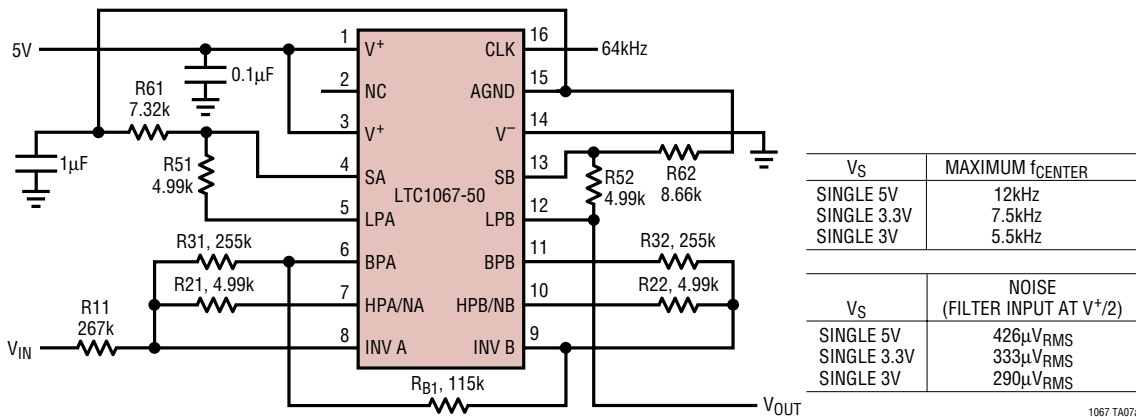 5V
0.1µF
R61
7.32k
1µF
R51
4.99k
R31, 255k
R21, 4.99k
R11
267k
VIN
1
2
3
4
5
6
7
8
V+
NC
V+
SA
LPA
BPA
HPA/NA
INV A
LTC1067-50
CLK
AGND
V–
SB
LPB
BPB
HPB/NB
INV B
16
15
14
13
12
11
10
9
64kHz
R52
4.99k
R62
8.66k
R32, 255k
R22, 4.99k
RB1, 115k
VOUT
VS MAXIMUM fCENTER
SINGLE 5V 12kHz
SINGLE 3.3V 7.5kHz
SINGLE 3V 5.5kHz
NOISE
VS (FILTER INPUT AT V+/2)
SINGLE 5V 426µVRMS
SINGLE 3.3V 333µVRMS
SINGLE 3V 290µVRMS